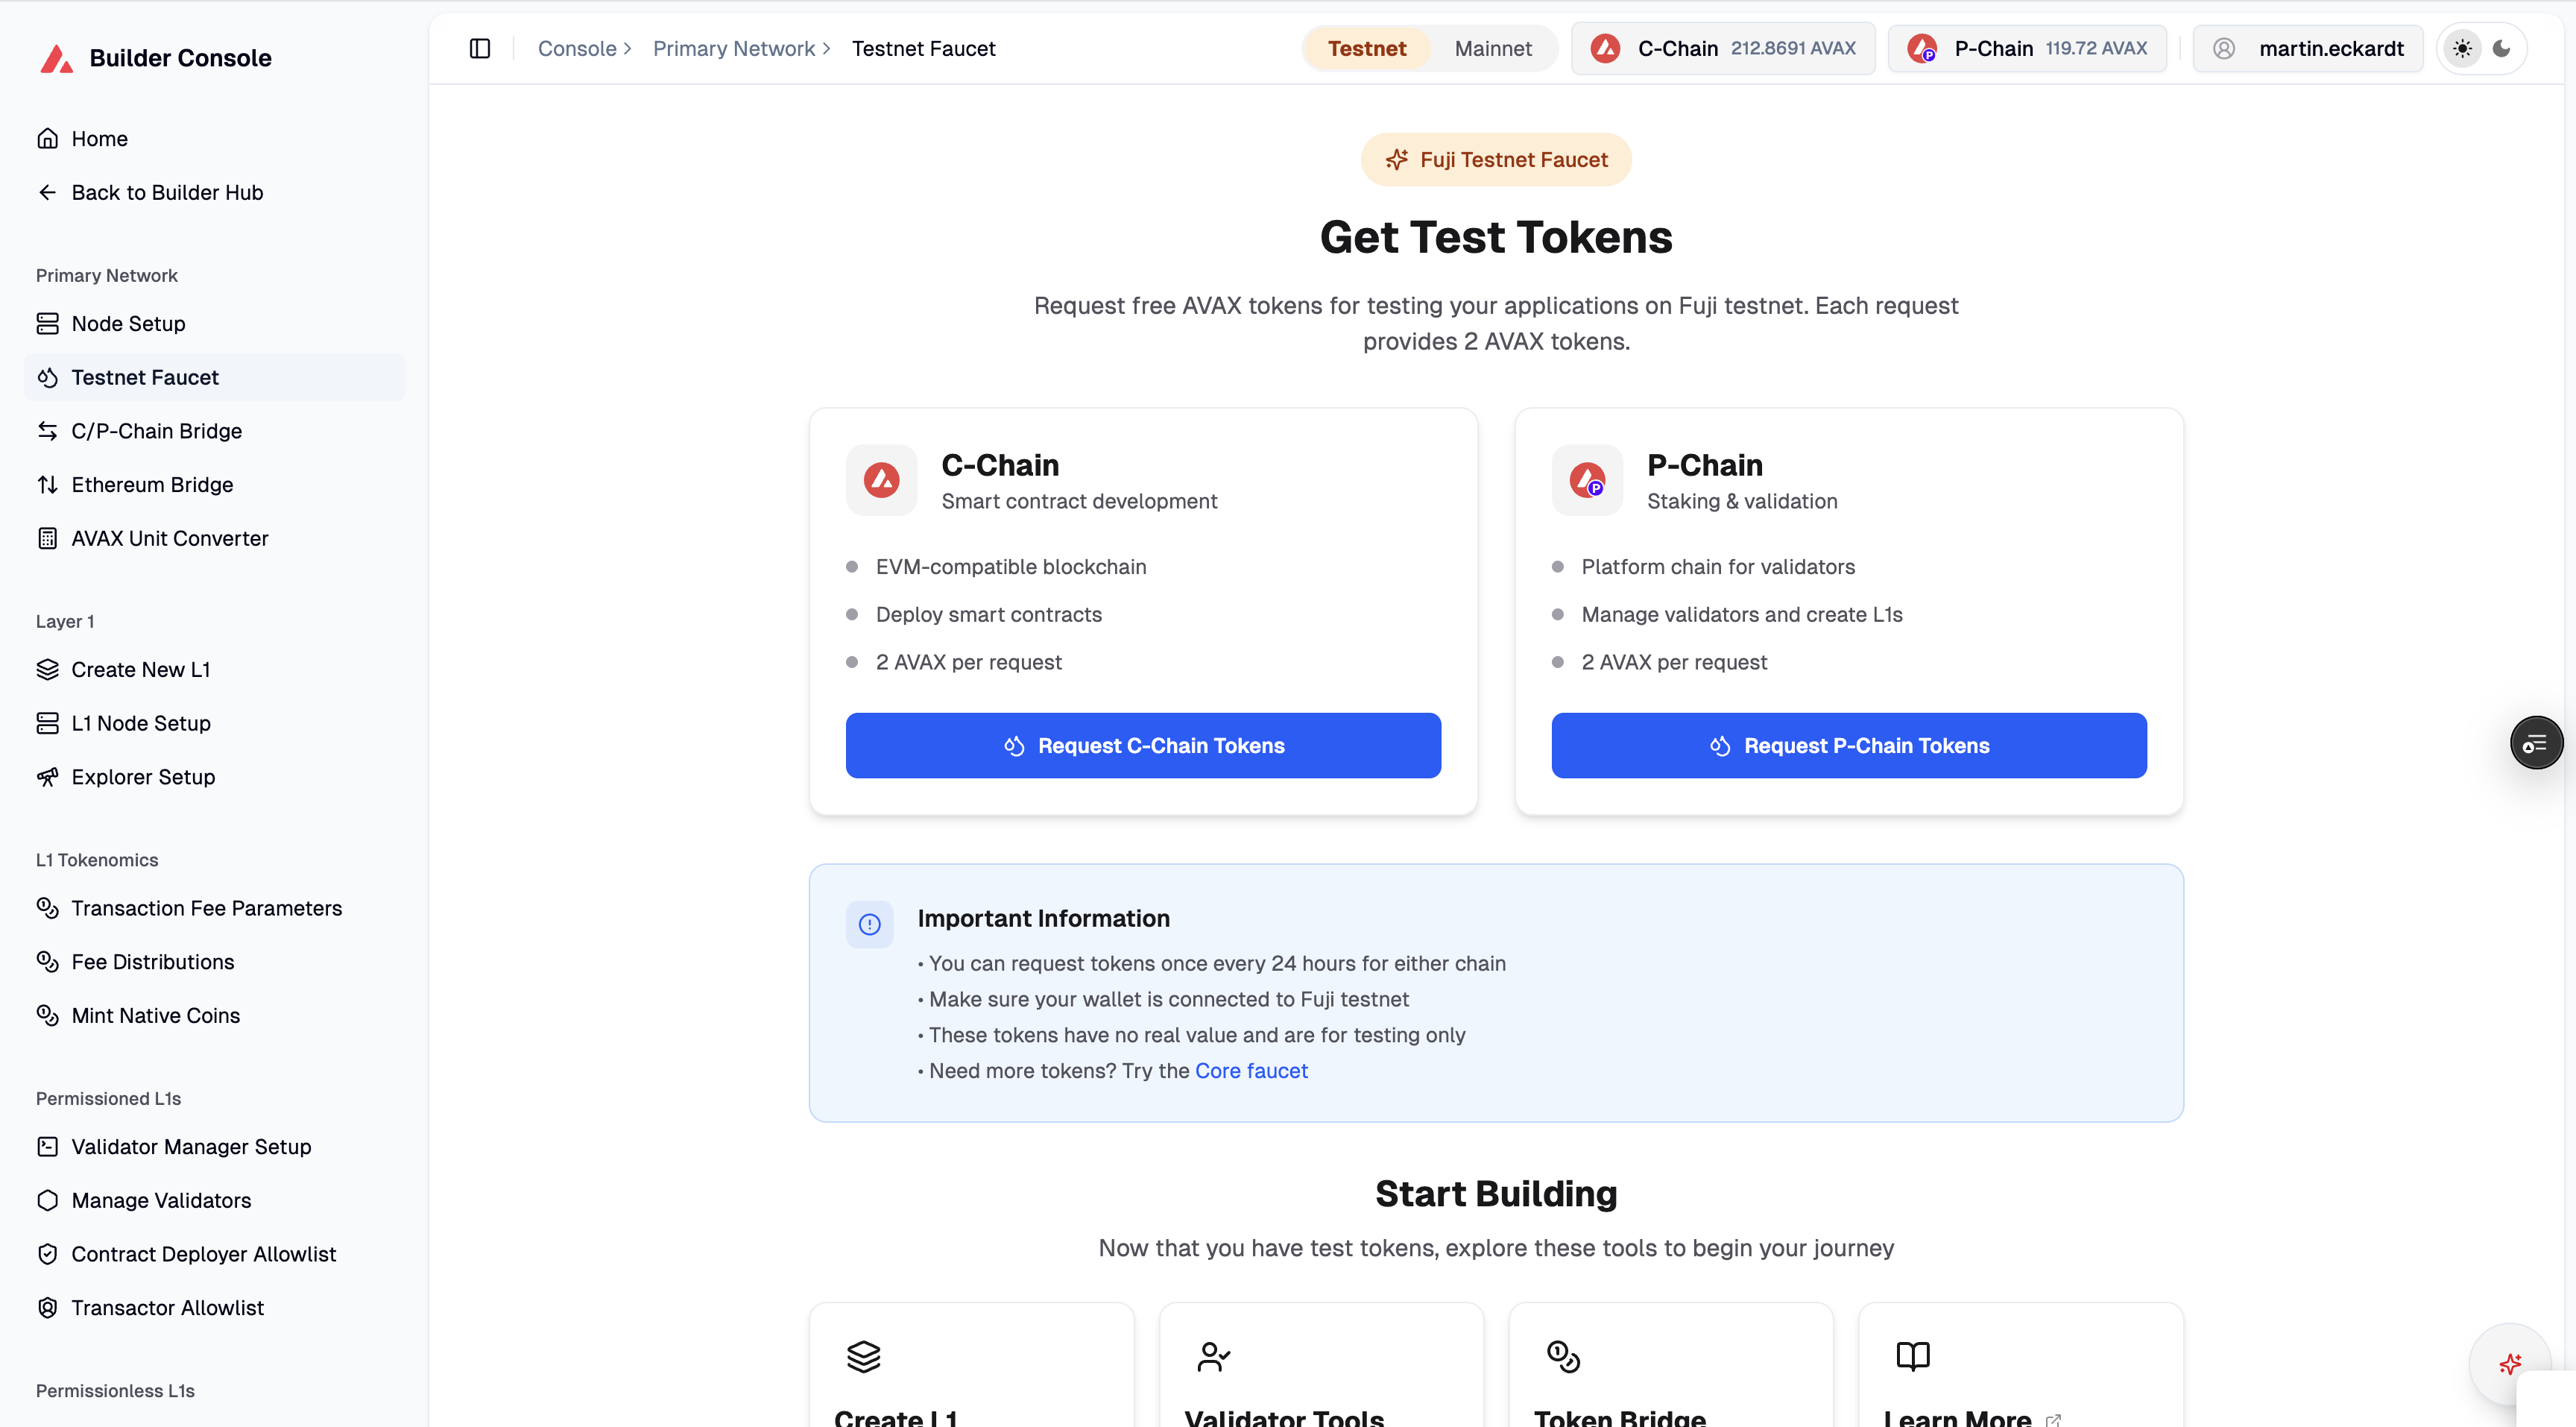 Builder Console
Home
Back to Builder Hub
Primary Network
Node Setup
Testnet Faucet
C/P-Chain Bridge
Ethereum Bridge
AVAX Unit Converter
Layer 1
Create New L1
L1 Node Setup
Explorer Setup
L1 Tokenomics
Transaction Fee Parameters
Fee Distributions
Mint Native Coins
Permissioned L1s
Validator Manager Setup
Manage Validators
Contract Deployer Allowlist
Transactor Allowlist
Permissionless L1s
Console > Primary Network > Testnet Faucet
Testnet Mainnet C-Chain 212.8691 AVAX P-Chain 119.72 AVAX martin.eckardt
Fuji Testnet Faucet
Get Test Tokens
Request free AVAX tokens for testing your applications on Fuji testnet. Each request
provides 2 AVAX tokens.
C-Chain
Smart contract development
• EVM-compatible blockchain
• Deploy smart contracts
• 2 AVAX per request
Request C-Chain Tokens
P-Chain
Staking & validation
• Platform chain for validators
• Manage validators and create L1s
• 2 AVAX per request
Request P-Chain Tokens
Important Information
• You can request tokens once every 24 hours for either chain
• Make sure your wallet is connected to Fuji testnet
• These tokens have no real value and are for testing only
• Need more tokens? Try the Core faucet
Start Building
Now that you have test tokens, explore these tools to begin your journey
Create L1
Validator Tools
Token Bridge
Learn More